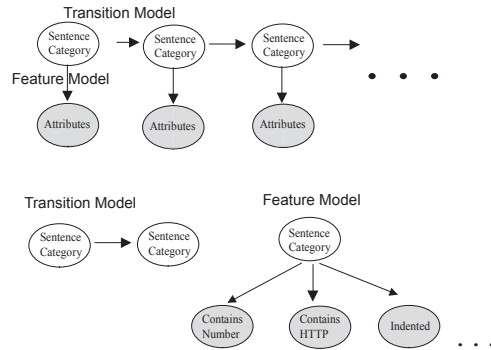 Transition Model
Sentence Category
Sentence Category
Sentence Category
Feature Model
Attributes
Attributes
Attributes
. . .
Transition Model
Feature Model
Sentence Category
Sentence Category
Sentence Category
Contains Number
Contains HTTP
Indented
. . .